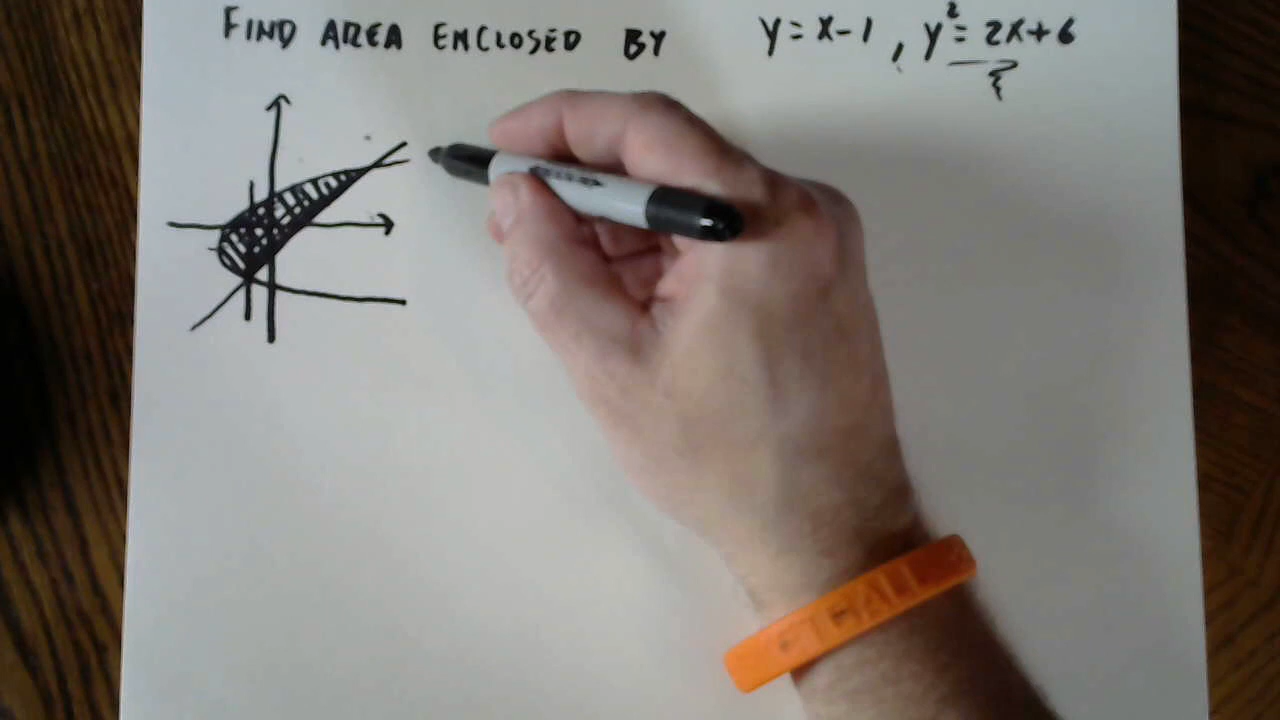 FIND AREA ENCLOSED BY y = x - 1 , y² = 2x + 6